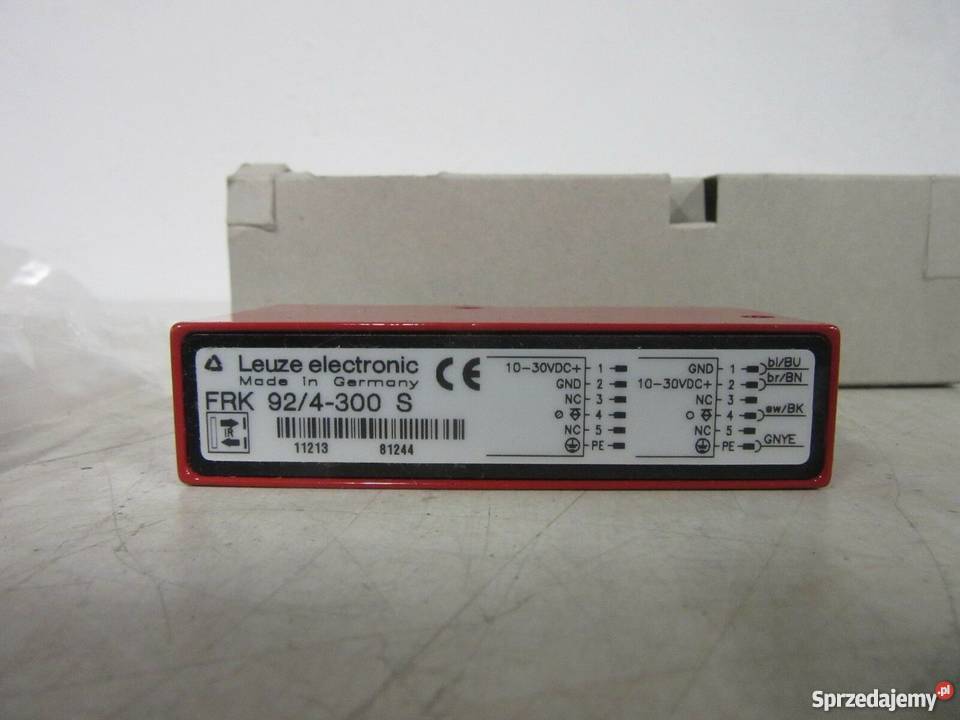 Leuze electronic
Made in Germany
CE
FRK 92/4-300 S
IR
11213 81244
10-30VDC+ 1
GND 2
NC 3
4
NC 5
PE
GND 1 bl/BU
10-30VDC+ 2 br/BN
NC 3
4 sw/BK
NC 5
PE GNYE
Sprzedajemy.pl